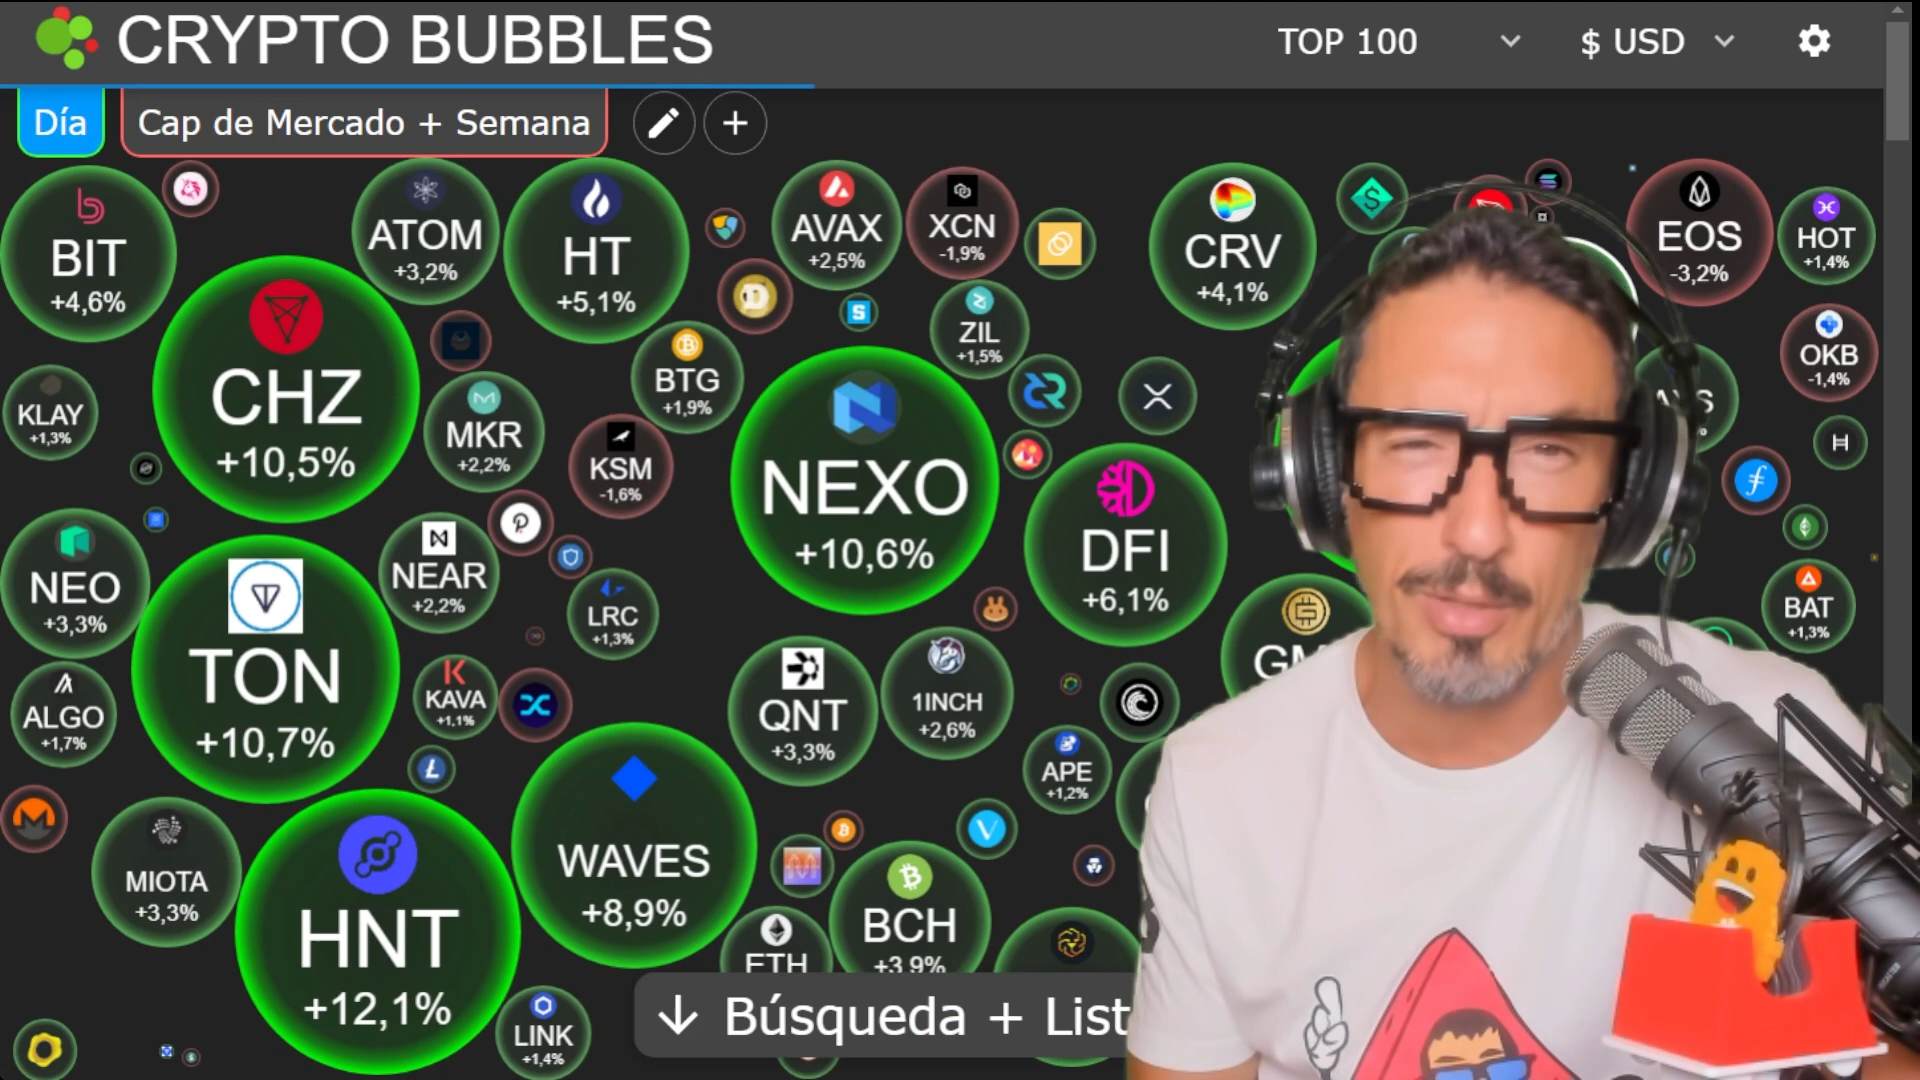 CRYPTO BUBBLES
TOP 100
$ USD
Día
Cap de Mercado + Semana
BIT
+4,6%
ATOM
+3,2%
HT
+5,1%
AVAX
+2,5%
XCN
-1,9%
CRV
+4,1%
EOS
-3,2%
HOT
+1,4%
CHZ
+10,5%
ZIL
+1,5%
OKB
-1,4%
KLAY
+1,3%
MKR
+2,2%
BTG
+1,9%
KSM
-1,6%
NEXO
+10,6%
DFI
+6,1%
NEO
+3,3%
NEAR
+2,2%
LRC
+1,3%
BAT
+1,3%
TON
+10,7%
ALGO
+1,7%
KAVA
+1,1%
QNT
+3,3%
1INCH
+2,6%
APE
+1,2%
MIOTA
+3,3%
WAVES
+8,9%
HNT
+12,1%
BCH
+3,9%
ETH
LINK
+1,4%
Búsqueda + List